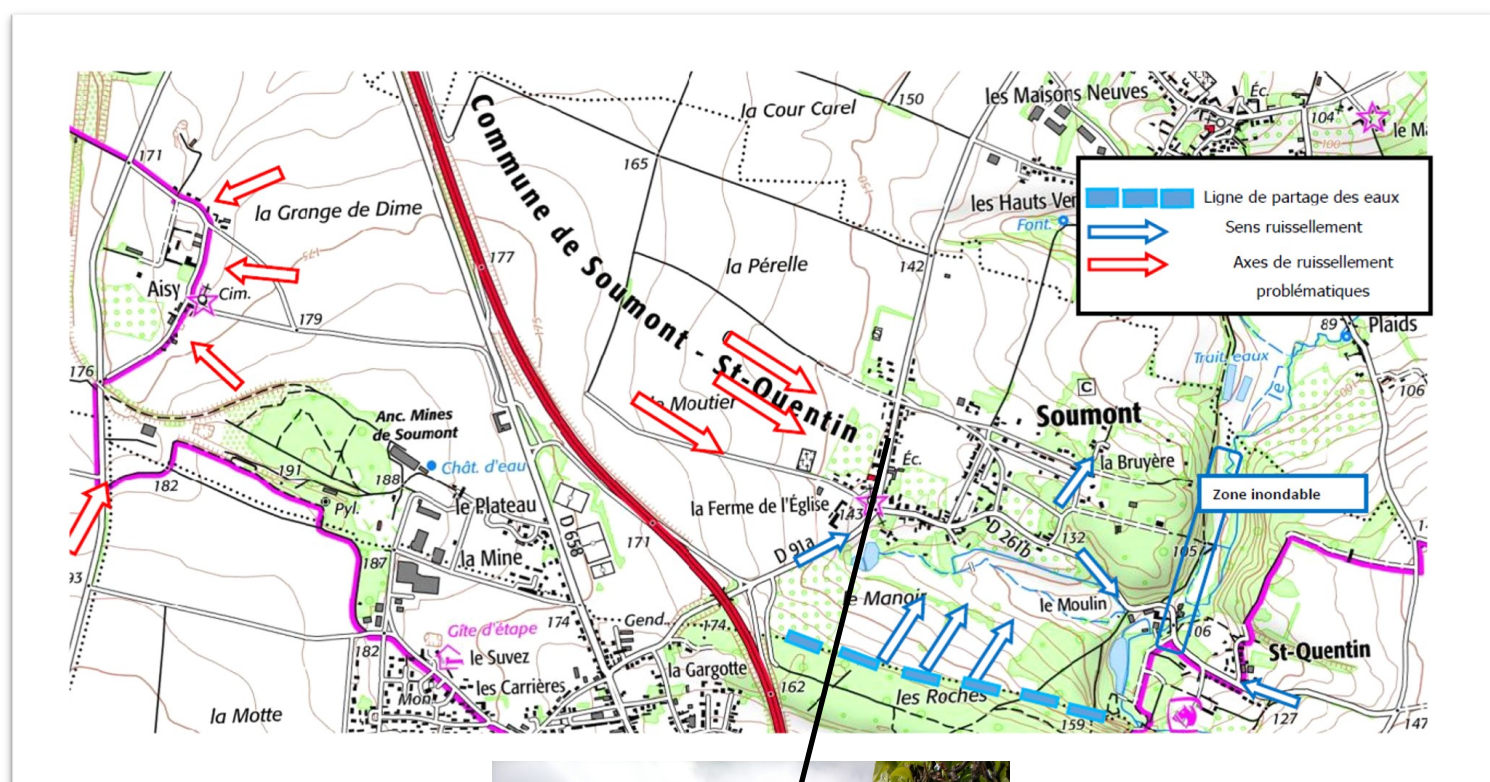 la Cour Carel
150
les Maisons Neuves
Éc.
104
100
171
165
Commune de Soumont - St-Quentin
la Grange de Dime
les Hauts
Font.
Ligne de partage des eaux
Sens ruissellement
Axes de ruissellement
problématiques
175
177
150
142
la Pérelle
Aisy
Cim.
179
175
89
Plaids
Trait. eaux
176
106
Anc. Mines
de Soumont
Moutier
Soumont
C
Chât. d'eau
191
188
182
Pyl.
le Plateau
la Ferme de l'Église
Éc.
143
la Bruyère
Zone inondable
D 658
171
D 91a
D 261b
132
105
la Mine
187
le Manoir
le Moulin
106
Gîte d'étape
174
Gend.
174
St-Quentin
182
le Suvez
la Gargotte
les Carrières
Mon.
162
les Roches
la Motte
159
127
147